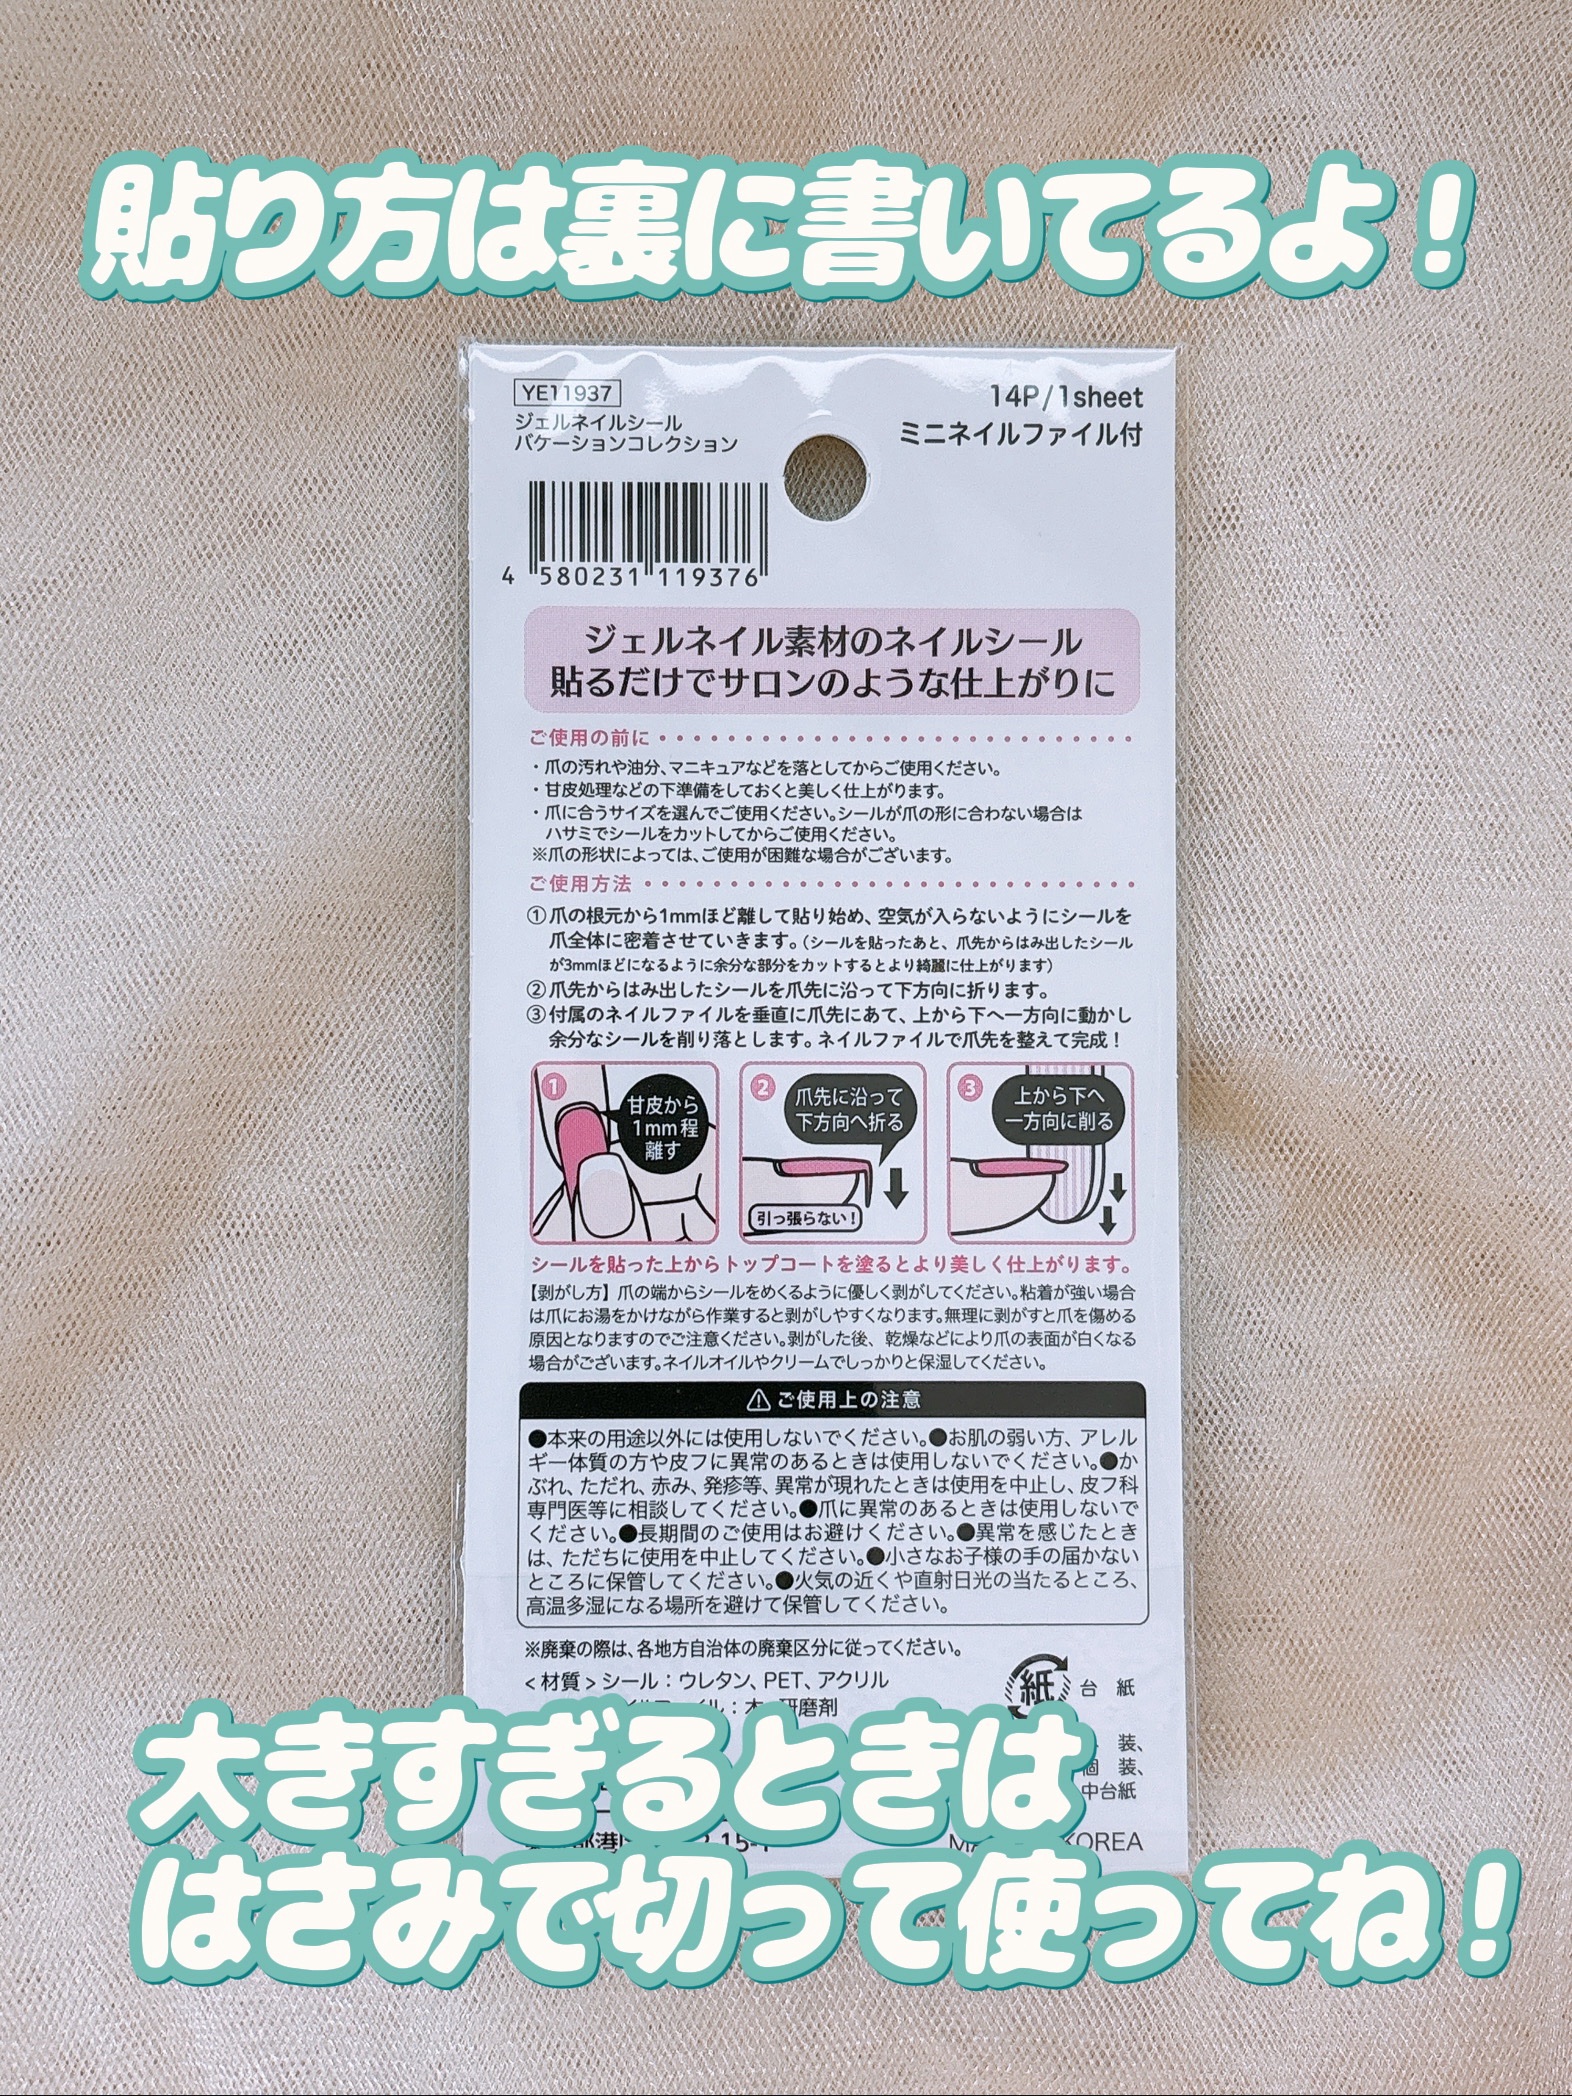 貼り方は裏に書いてるよ！
YE11937
ジェルネイルシール
バケーションコレクション
14P/1sheet
ミニネイルファイル付
4 580231 119376
ジェルネイル素材のネイルシール
貼るだけでサロンのような仕上がりに
ご使用の前に
・爪の汚れや油分、マニキュアなどを落としてからご使用ください。
・甘皮処理などの下準備をしておくと美しく仕上がります。
・爪に合うサイズを選んでご使用ください。シールが爪の形に合わない場合は
ハサミでシールをカットしてからご使用ください。
※爪の形状によっては、ご使用が困難な場合がございます。
ご使用方法
①爪の根元から1mmほど離して貼り始め、空気が入らないようにシールを
爪全体に密着させていきます。（シールを貼ったあと、爪先からはみ出したシール
が3mmほどになるように余分な部分をカットするとより綺麗に仕上がります）
②爪先からはみ出したシールを爪先に沿って下方向に折ります。
③付属のネイルファイルを垂直に爪先にあて、上から下へ一方向に動かし
余分なシールを削り落とします。ネイルファイルで爪先を整えて完成！
1
甘皮から
1mm程
離す
2
爪先に沿って
下方向へ折る
引っ張らない！
3
上から下へ
一方向に削る
シールを貼った上からトップコートを塗るとより美しく仕上がります。
【剥がし方】爪の端からシールをめくるように優しく剥がしてください。粘着が強い場合
は爪にお湯をかけながら作業すると剥がしやすくなります。無理に剥がすと爪を傷める
原因となりますのでご注意ください。剥がした後、乾燥などにより爪の表面が白くなる
場合がございます。ネイルオイルやクリームでしっかりと保湿してください。
⚠ご使用上の注意
●本来の用途以外には使用しないでください。●お肌の弱い方、アレル
ギー体質の方や皮フに異常のあるときは使用しないでください。●か
ぶれ、ただれ、赤み、発疹等、異常が現れたときは使用を中止し、皮フ科
専門医等に相談してください。●爪に異常のあるときは使用しないで
ください。●長期間のご使用はお避けください。●異常を感じたとき
は、ただちに使用を中止してください。●小さなお子様の手の届かない
ところに保管してください。●火気の近くや直射日光の当たるところ、
高温多湿になる場所を避けて保管してください。
※廃棄の際は、各地方自治体の廃棄区分に従ってください。
<材質>シール：ウレタン、PET、アクリル
研磨剤
紙 台 紙
装、
個 装、
中台紙
KOREA
大きすぎるときは
はさみで切って使ってね！